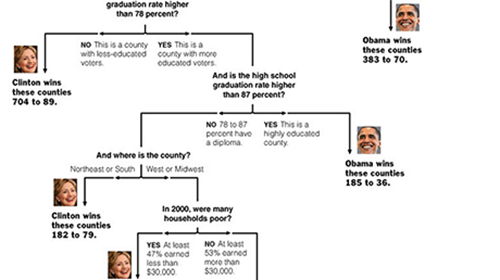 graduation rate higher
than 78 percent?
Obama wins
these counties
383 to 70.
NO This is a county
with less-educated
voters.
YES This is a
county with more
educated voters.
Clinton wins
these counties
704 to 89.
And is the high school
graduation rate higher
than 87 percent?
NO 78 to 87
percent have
a diploma.
YES This is a
highly educated
county.
Obama wins
these counties
185 to 36.
And where is the county?
Northeast or South
West or Midwest
Clinton wins
these counties
182 to 79.
In 2000, were many
households poor?
YES At least
47% earned
less than
$30,000.
NO At least
53% earned
more than
$30,000.